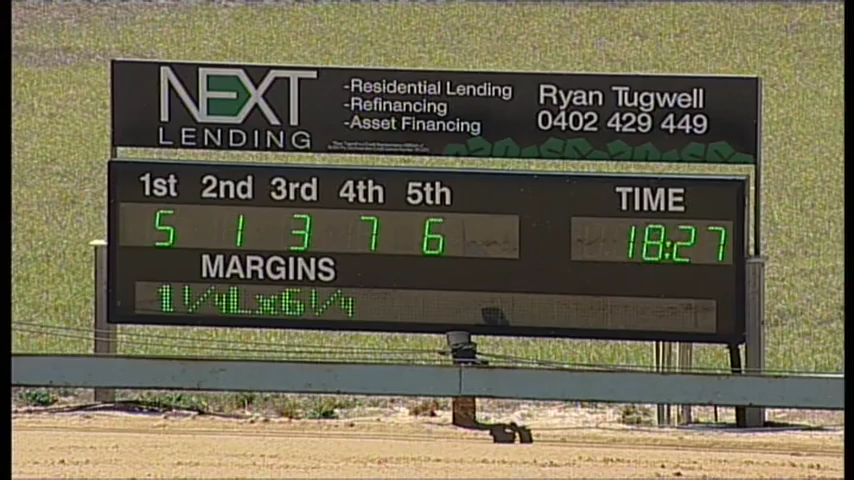 NEXT
LENDING
-Residential Lending
-Refinancing
-Asset Financing
Ryan Tugwell
0402 429 449
1st 2nd 3rd 4th 5th
TIME
5 1 3 7 6
18:27
MARGINS
1 1/4Lx6 1/4